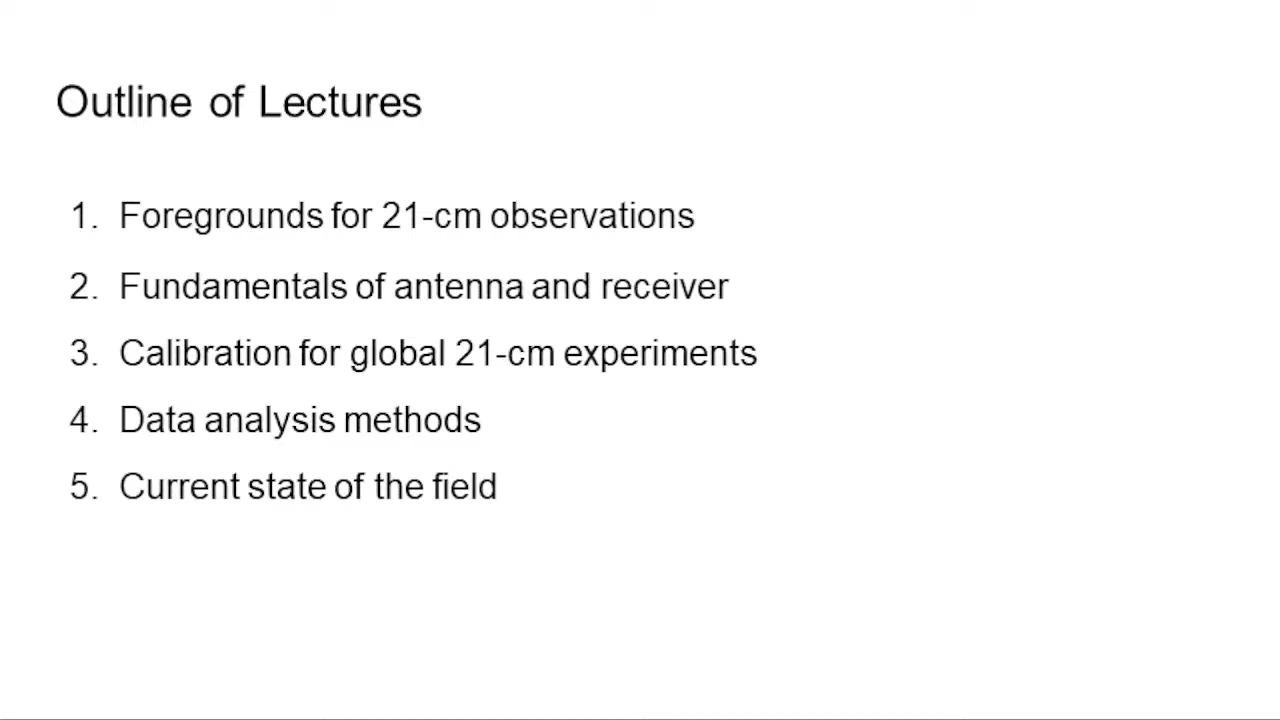 Outline of Lectures
1. Foregrounds for 21-cm observations
2. Fundamentals of antenna and receiver
3. Calibration for global 21-cm experiments
4. Data analysis methods
5. Current state of the field